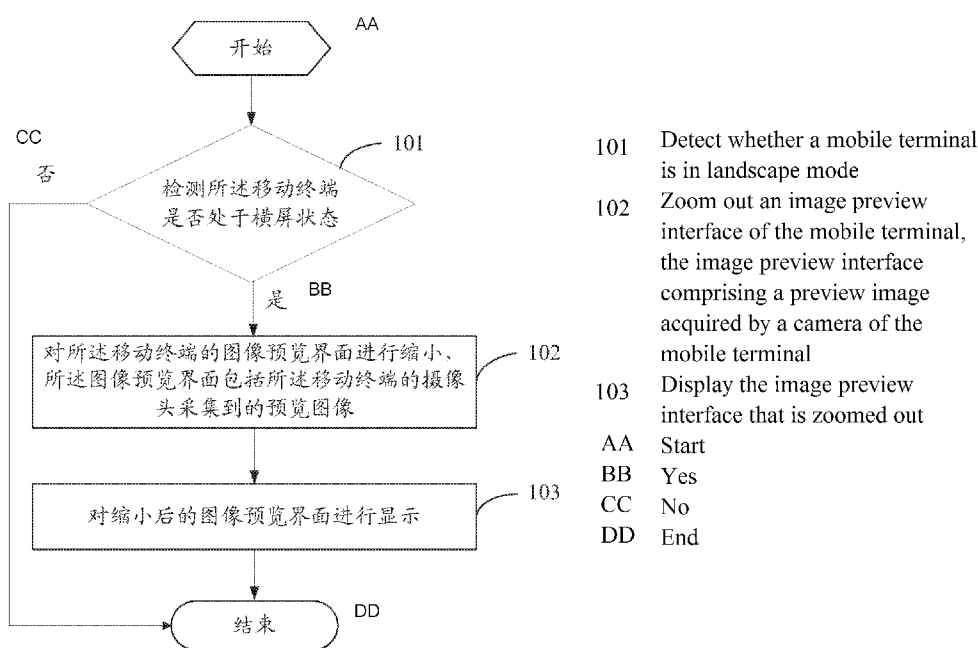 AA
开始
CC
否
101
检测所述移动终端
是否处于横屏状态
是
BB
对所述移动终端的图像预览界面进行缩小，
所述图像预览界面包括所述移动终端的摄像
头采集到的预览图像
102
对缩小后的图像预览界面进行显示
103
结束
DD
101 Detect whether a mobile terminal
is in landscape mode
102 Zoom out an image preview
interface of the mobile terminal,
the image preview interface
comprising a preview image
acquired by a camera of the
mobile terminal
103 Display the image preview
interface that is zoomed out
AA Start
BB Yes
CC No
DD End